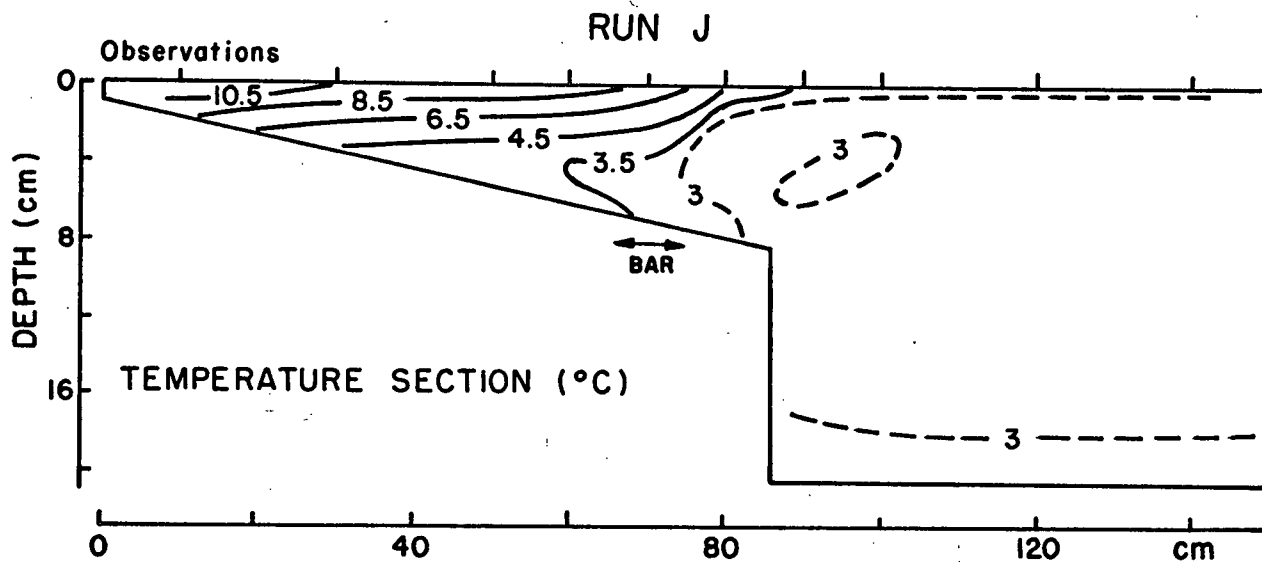 RUN J
Observations
0
10.5
8.5
6.5
4.5
3.5
3
3
DEPTH (cm)
8
BAR
TEMPERATURE SECTION (°C)
16
3
0 40 80 120 cm